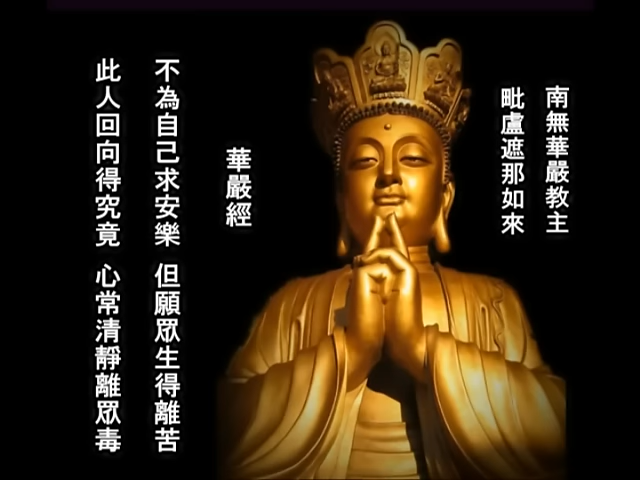 南無華嚴教主
毗盧遮那如來
華嚴經
不為自己求安樂 但願眾生得離苦
此人回向得究竟 心常清靜離眾毒